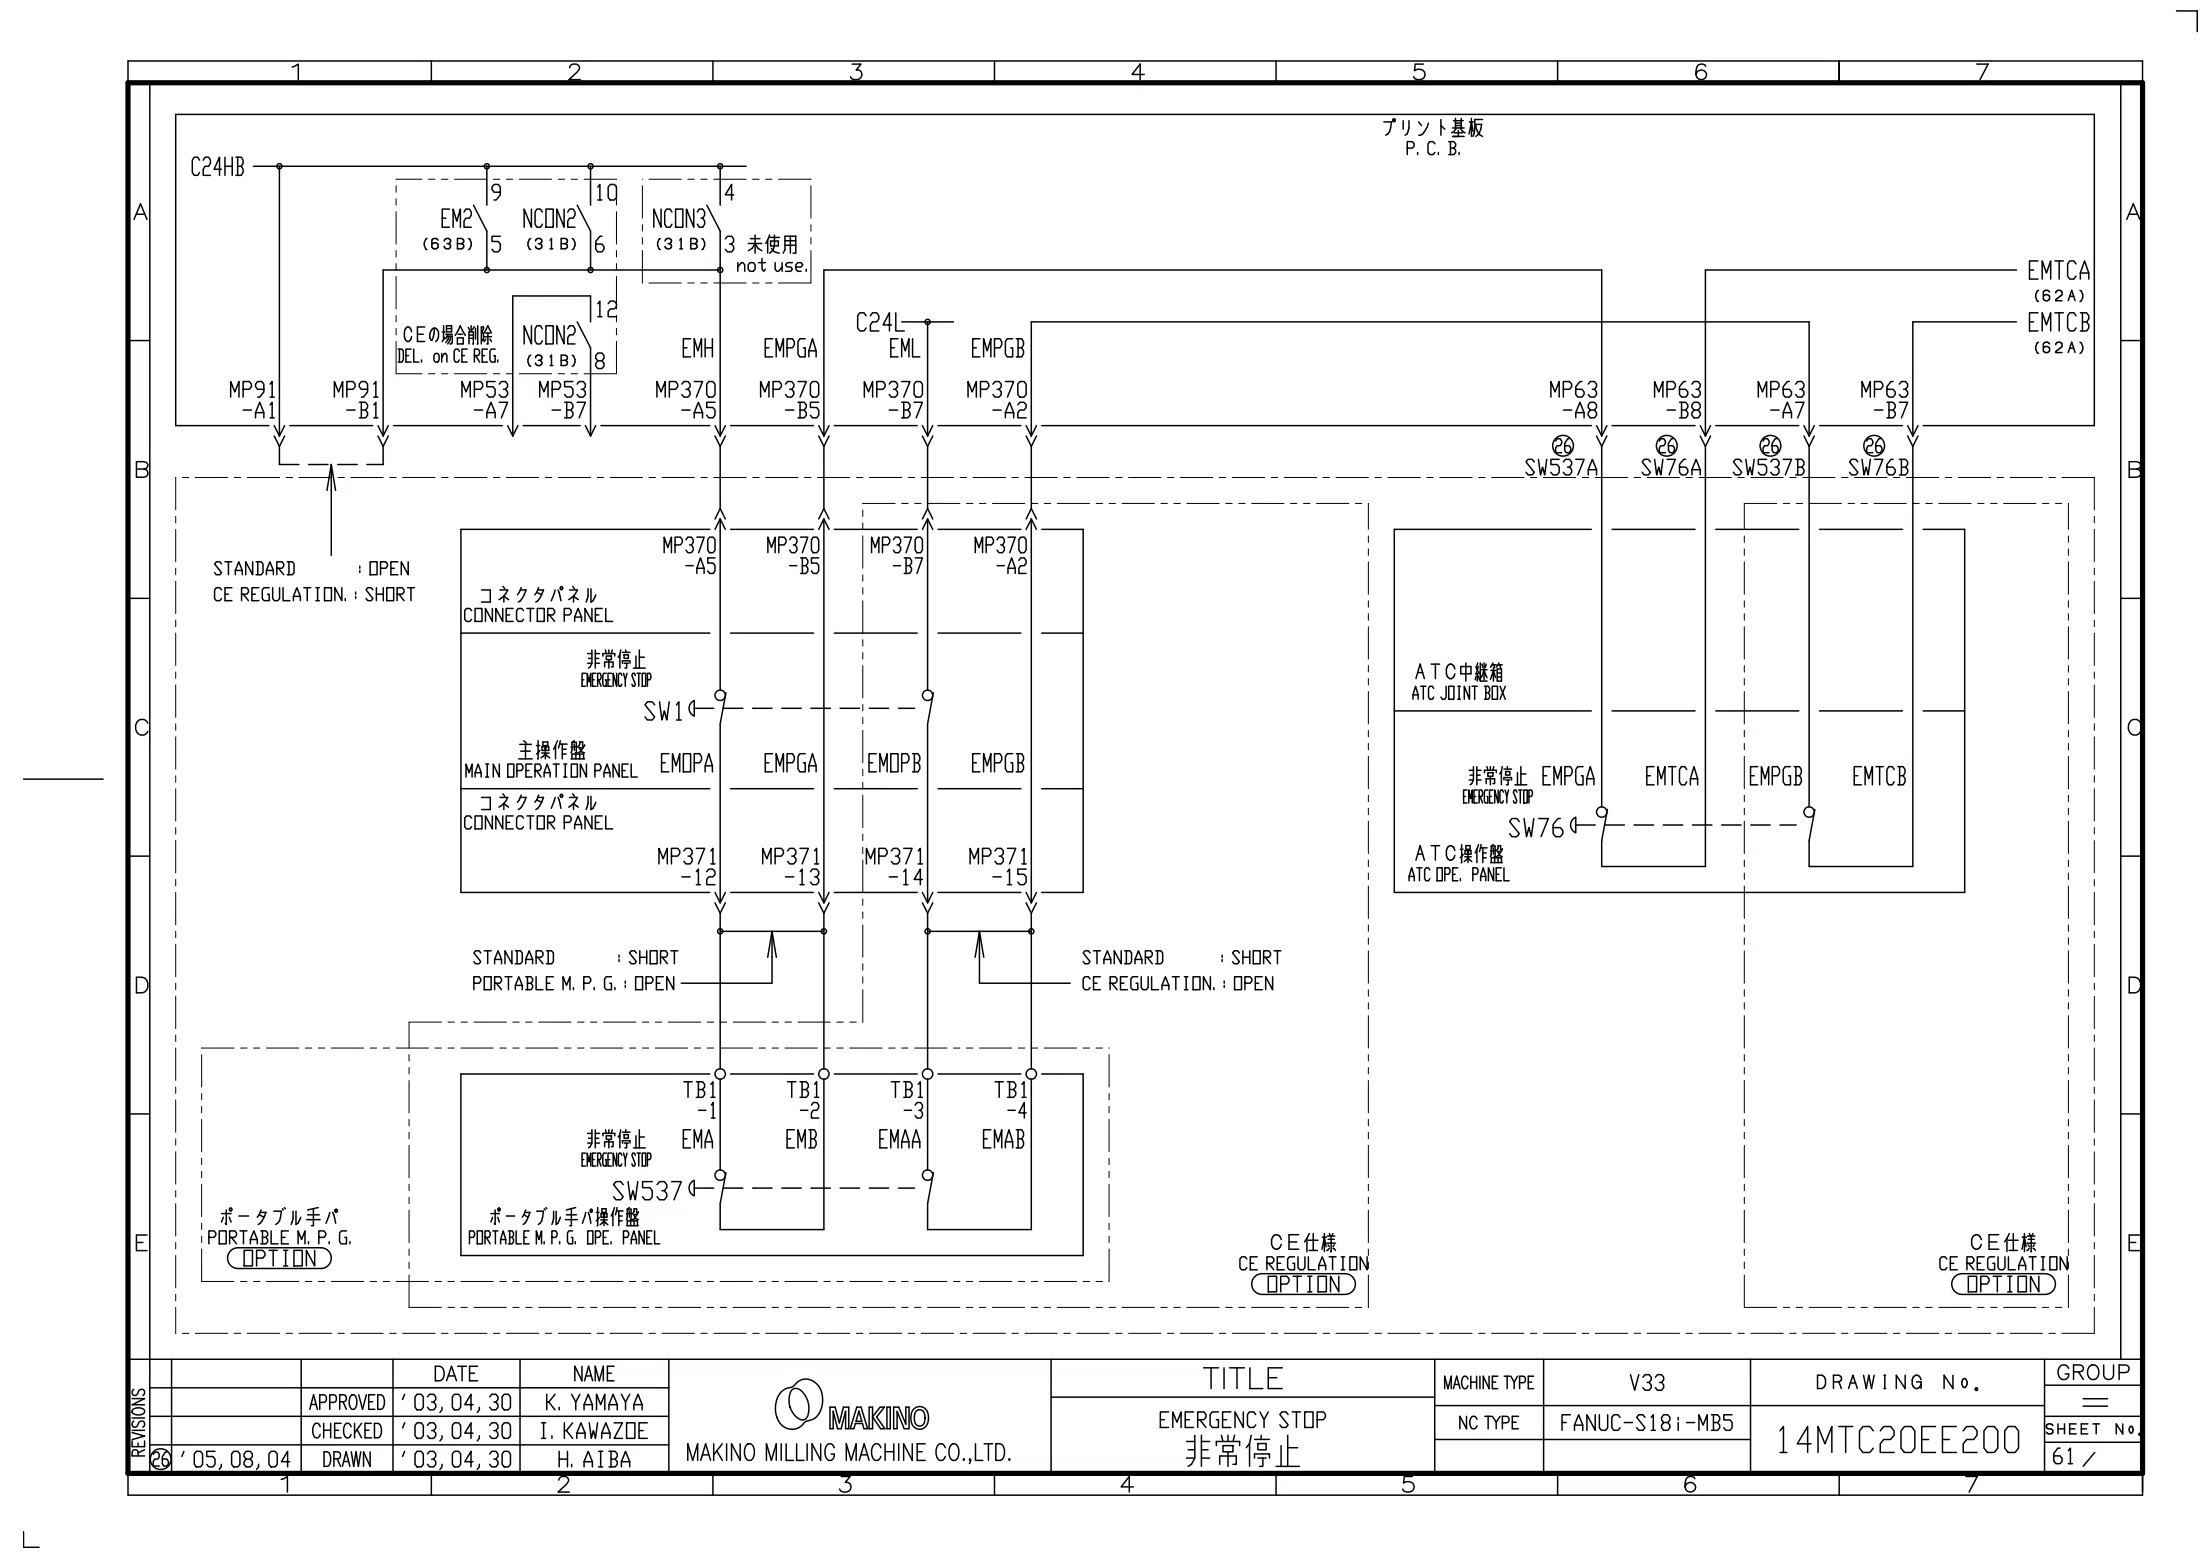 1 2 3 4 5 6 7
プリント基板
P. C. B.
C24HB
9 10 4
A A
EM2 NCON2 NCON3
(63B) 5 (31B) 6 (31B) 3 未使用
not use.
EMTCA
(62A)
12
CEの場合削除 NCON2
DEL. on CE REG. (31B) 8
C24L
EMTCB
(62A)
EMH EMPGA EML EMPGB
MP91 MP91 MP53 MP53 MP370 MP370 MP370 MP370 MP63 MP63 MP63 MP63
-A1 -B1 -A7 -B7 -A5 -B5 -B7 -A2 -A8 -B8 -A7 -B7
26 26 26 26
B SW537A SW76A SW537B SW76B B
MP370 MP370 MP370 MP370
-A5 -B5 -B7 -A2
STANDARD : OPEN
CE REGULATION. : SHORT
コネクタパネル
CONNECTOR PANEL
非常停止
EMERGENCY STOP
SW1
ATC中継箱
ATC JOINT BOX
C C
主操作盤
MAIN OPERATION PANEL EMOPA EMPGA EMOPB EMPGB
コネクタパネル
CONNECTOR PANEL
非常停止 EMPGA EMTCA EMPGB EMTCB
EMERGENCY STOP
SW76
ATC操作盤
ATC OPE. PANEL
MP371 MP371 MP371 MP371
-12 -13 -14 -15
STANDARD : SHORT
PORTABLE M. P. G. : OPEN
STANDARD : SHORT
CE REGULATION. : OPEN
D D
TB1 TB1 TB1 TB1
-1 -2 -3 -4
非常停止 EMA EMB EMAA EMAB
EMERGENCY STOP
SW537
ポータブル手パ操作盤
PORTABLE M. P. G. OPE. PANEL
ポータブル手パ
PORTABLE M. P. G.
OPTION
E E
CE仕様
CE REGULATION
OPTION
CE仕様
CE REGULATION
OPTION
REVISIONS
DATE NAME
APPROVED '03,04,30 K. YAMAYA
CHECKED '03,04,30 I. KAWAZOE
26 '05,08,04 DRAWN '03,04,30 H. AIBA
MAKINO
MAKINO MILLING MACHINE CO.,LTD.
TITLE
EMERGENCY STOP
非常停止
MACHINE TYPE V33
NC TYPE FANUC-S18i-MB5
DRAWING No.
14MTC20EE200
GROUP
=
SHEET No.
61/
1 2 3 4 5 6 7